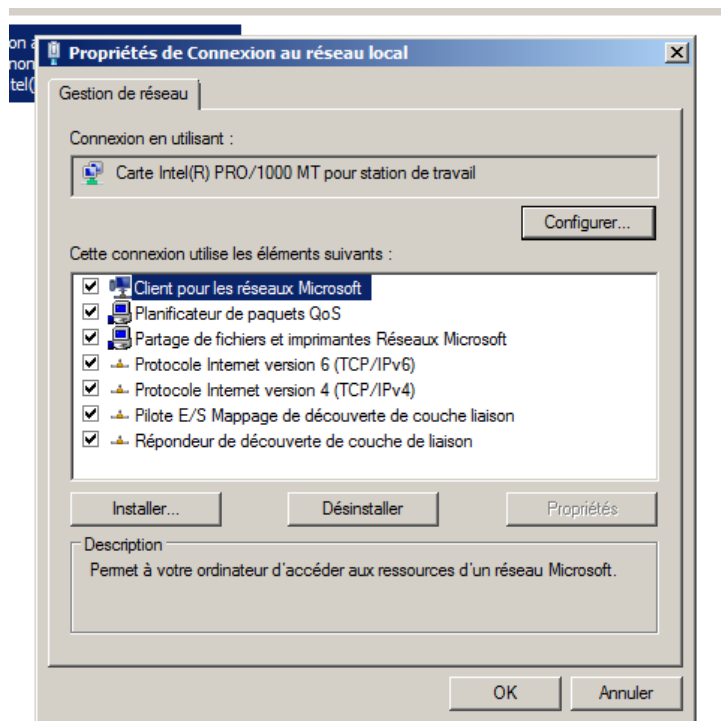 on a
non
tel(
Propriétés de Connexion au réseau local
Gestion de réseau
Connexion en utilisant :
Carte Intel(R) PRO/1000 MT pour station de travail
Configurer...
Cette connexion utilise les éléments suivants :
Client pour les réseaux Microsoft
Planificateur de paquets QoS
Partage de fichiers et imprimantes Réseaux Microsoft
Protocole Internet version 6 (TCP/IPv6)
Protocole Internet version 4 (TCP/IPv4)
Pilote E/S Mappage de découverte de couche liaison
Répondeur de découverte de couche de liaison
Installer... Désinstaller Propriétés
Description
Permet à votre ordinateur d'accéder aux ressources d'un réseau Microsoft.
OK Annuler